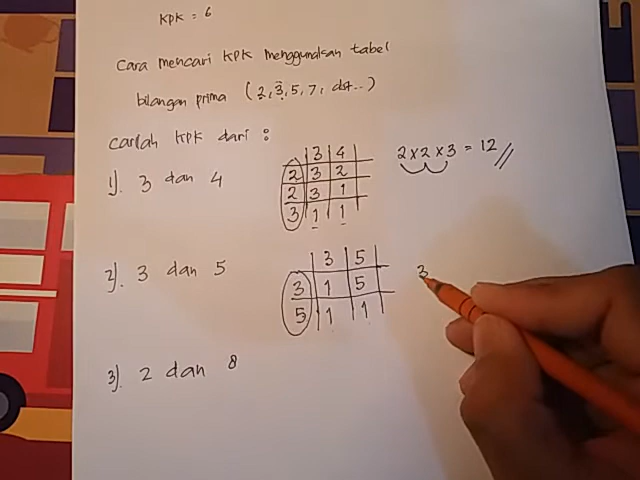 KPK = 6
Cara mencari KPK menggunakan tabel
bilangan prima (2, 3, 5, 7, dst...)
Carilah KPK dari :
1). 3 dan 4
3 4
2 3 2
2 3 1
3 1 1
2 x 2 x 3 = 12 //
2). 3 dan 5
3 5
3 1 5
5 1 1
3
3). 2 dan 8